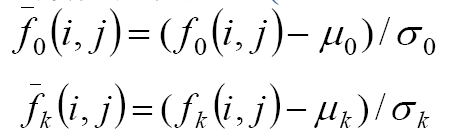 f̄₀(i, j) = (f₀(i, j) − μ₀) / σ₀
f̄ₖ(i, j) = (fₖ(i, j) − μₖ) / σₖ